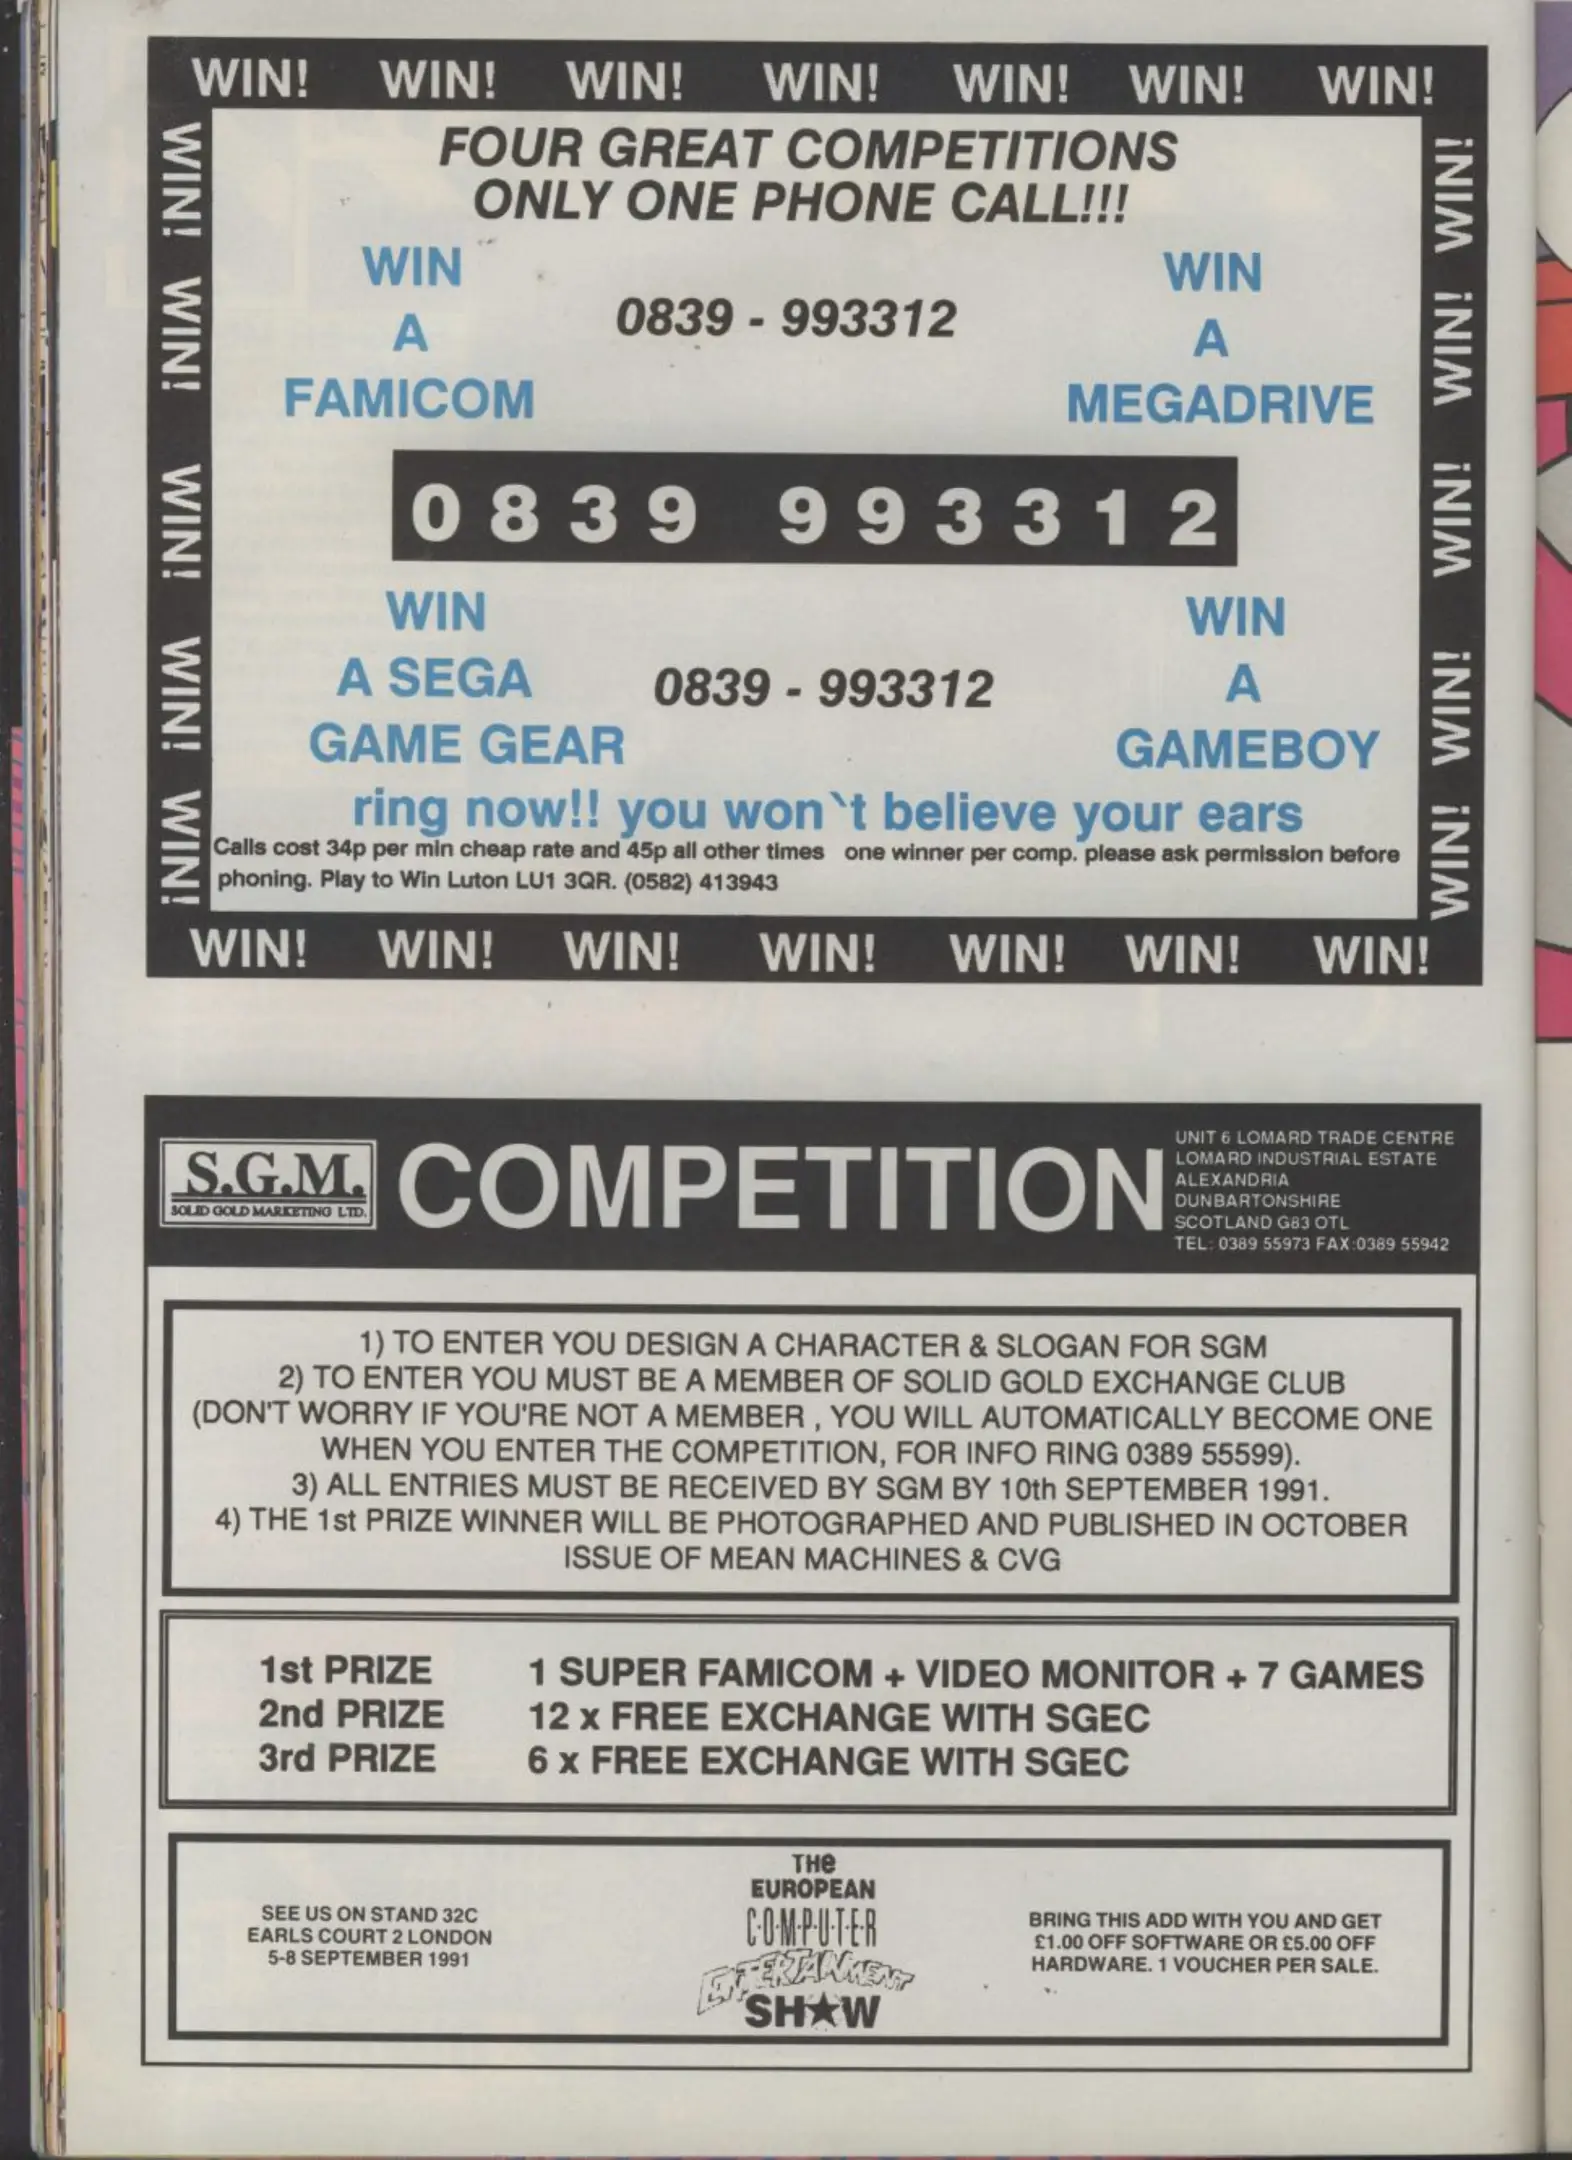 WIN! WIN! WIN! WIN! WIN! WIN! WIN!
WIN! WIN! WIN! WIN! WIN!
FOUR GREAT COMPETITIONS
ONLY ONE PHONE CALL!!!
WIN
A
FAMICOM
0839 - 993312
WIN
A
MEGADRIVE
0839 993312
WIN
A SEGA
GAME GEAR
0839 - 993312
WIN
A
GAMEBOY
ring now!! you won`t believe your ears
Calls cost 34p per min cheap rate and 45p all other times one winner per comp. please ask permission before
phoning. Play to Win Luton LU1 3QR. (0582) 413943
WIN! WIN! WIN! WIN! WIN!
WIN! WIN! WIN! WIN! WIN! WIN! WIN!
S.G.M.
SOLID GOLD MARKETING LTD.
COMPETITION
UNIT 6 LOMARD TRADE CENTRE
LOMARD INDUSTRIAL ESTATE
ALEXANDRIA
DUNBARTONSHIRE
SCOTLAND G83 OTL
TEL: 0389 55973 FAX:0389 55942
1) TO ENTER YOU DESIGN A CHARACTER & SLOGAN FOR SGM
2) TO ENTER YOU MUST BE A MEMBER OF SOLID GOLD EXCHANGE CLUB
(DON'T WORRY IF YOU'RE NOT A MEMBER , YOU WILL AUTOMATICALLY BECOME ONE
WHEN YOU ENTER THE COMPETITION, FOR INFO RING 0389 55599).
3) ALL ENTRIES MUST BE RECEIVED BY SGM BY 10th SEPTEMBER 1991.
4) THE 1st PRIZE WINNER WILL BE PHOTOGRAPHED AND PUBLISHED IN OCTOBER
ISSUE OF MEAN MACHINES & CVG
1st PRIZE 1 SUPER FAMICOM + VIDEO MONITOR + 7 GAMES
2nd PRIZE 12 x FREE EXCHANGE WITH SGEC
3rd PRIZE 6 x FREE EXCHANGE WITH SGEC
SEE US ON STAND 32C
EARLS COURT 2 LONDON
5-8 SEPTEMBER 1991
THe
EUROPEAN
C·O·M·P·U·T·E·R
ENTERTAINMENT
SH★W
BRING THIS ADD WITH YOU AND GET
£1.00 OFF SOFTWARE OR £5.00 OFF
HARDWARE. 1 VOUCHER PER SALE.